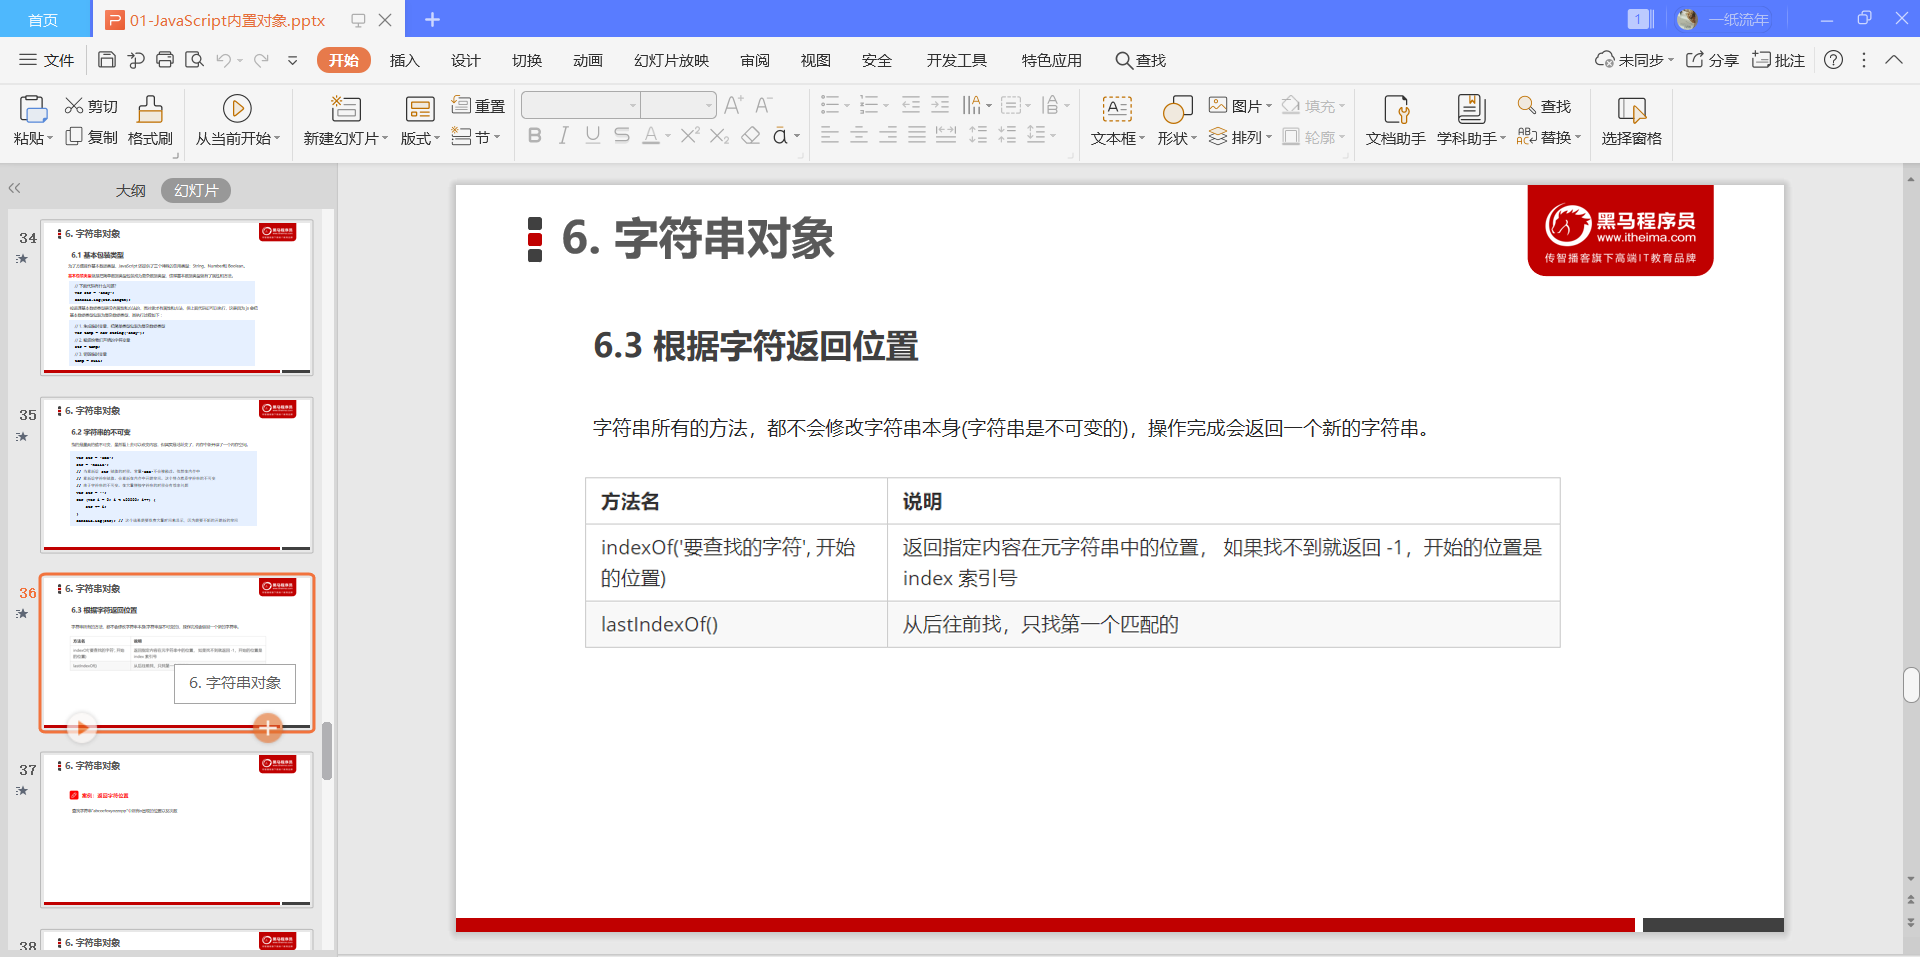 首页
01-JavaScript内置对象.pptx
1
一纸流年
文件
开始
插入
设计
切换
动画
幻灯片放映
审阅
视图
安全
开发工具
特色应用
查找
未同步
分享
批注
粘贴
剪切
复制
格式刷
从当前开始
新建幻灯片
版式
重置
节
文本框
形状
图片
排列
填充
轮廓
文档助手
学科助手
查找
替换
选择窗格
大纲
幻灯片
34
6. 字符串对象
6.1 基本包装类型
35
6. 字符串对象
6.2 字符串的不可变
36
6. 字符串对象
6.3 根据字符返回位置
6. 字符串对象
37
6. 字符串对象
案例：返回字符位置
38
6. 字符串对象
6. 字符串对象
黑马程序员
www.itheima.com
传智播客旗下高端IT教育品牌
6.3 根据字符返回位置
字符串所有的方法，都不会修改字符串本身(字符串是不可变的)，操作完成会返回一个新的字符串。
方法名
说明
indexOf('要查找的字符', 开始
的位置)
返回指定内容在元字符串中的位置， 如果找不到就返回 -1，开始的位置是
index 索引号
lastIndexOf()
从后往前找，只找第一个匹配的